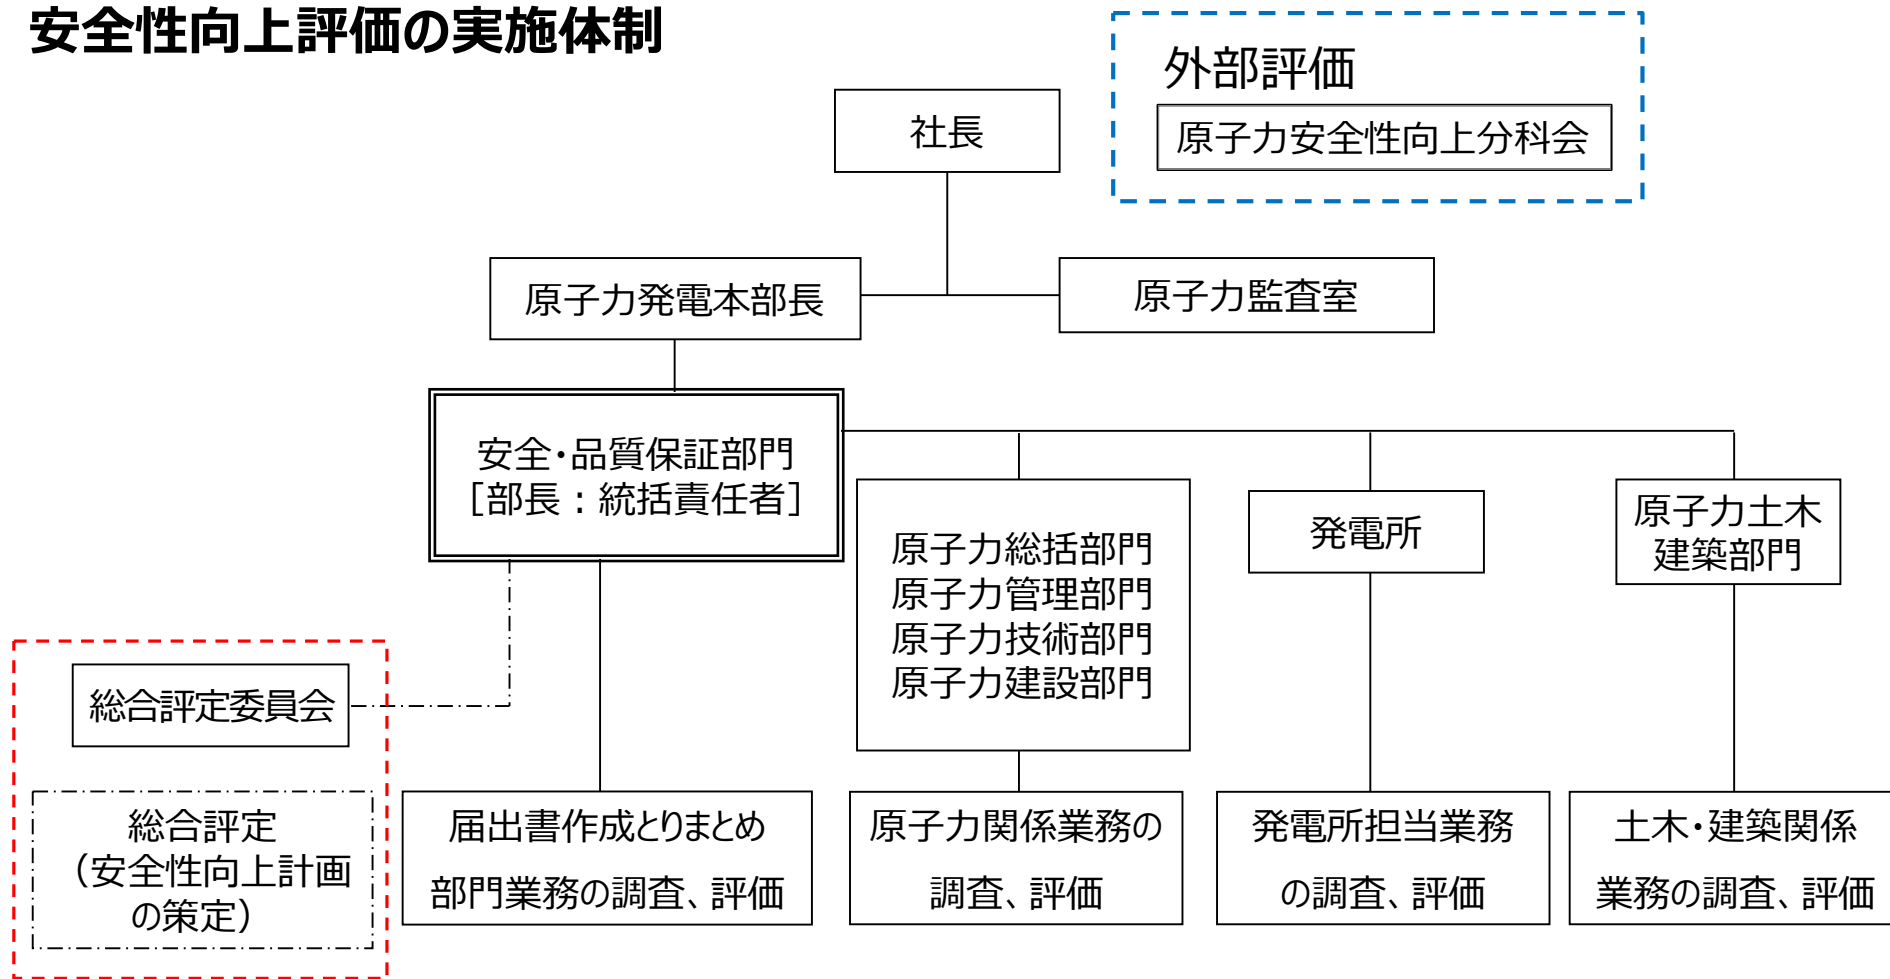 安全性向上評価の実施体制
外部評価
原子力安全性向上分科会
社長
原子力発電本部長
原子力監査室
安全・品質保証部門
［部長：統括責任者］
原子力総括部門
原子力管理部門
原子力技術部門
原子力建設部門
発電所
原子力土木
建築部門
総合評定委員会
総合評定
（安全性向上計画
の策定）
届出書作成とりまとめ
部門業務の調査、評価
原子力関係業務の
調査、評価
発電所担当業務
の調査、評価
土木・建築関係
業務の調査、評価